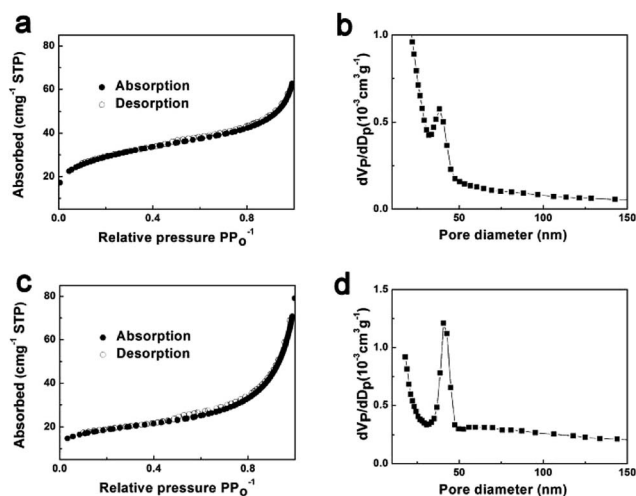 a
Absorbed (cmg⁻¹ STP)
80
60
40
20
● Absorption
○ Desorption
0.0
0.4
0.8
Relative pressure PP₀⁻¹
b
dVp/dDp(10⁻³cm³g⁻¹)
1.0
0.5
0.0
50
100
150
Pore diameter (nm)
c
Absorbed (cmg⁻¹ STP)
80
60
40
20
● Absorption
○ Desorption
0.0
0.4
0.8
Relative pressure PP₀⁻¹
d
dVp/dDp(10⁻³cm³g⁻¹)
1.5
1.0
0.5
0.0
50
100
150
Pore diameter (nm)